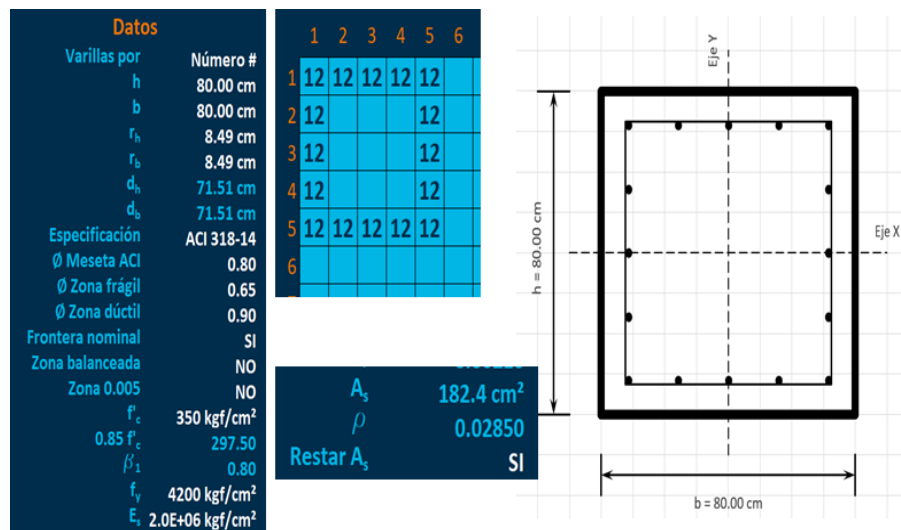 Datos
Varillas por Número #
h 80.00 cm
b 80.00 cm
rₕ 8.49 cm
r_b 8.49 cm
dₕ 71.51 cm
d_b 71.51 cm
Especificación ACI 318-14
Ø Meseta ACI 0.80
Ø Zona frágil 0.65
Ø Zona dúctil 0.90
Frontera nominal SI
Zona balanceada NO
Zona 0.005 NO
f'c 350 kgf/cm²
0.85 f'c 297.50
β1 0.80
fy 4200 kgf/cm²
Es 2.0E+06 kgf/cm²
1 2 3 4 5 6
1 12 12 12 12 12
2 12 12
3 12 12
4 12 12
5 12 12 12 12 12
6
As 182.4 cm²
ρ 0.02850
Restar As SI
Eje Y
Eje X
h = 80.00 cm
b = 80.00 cm